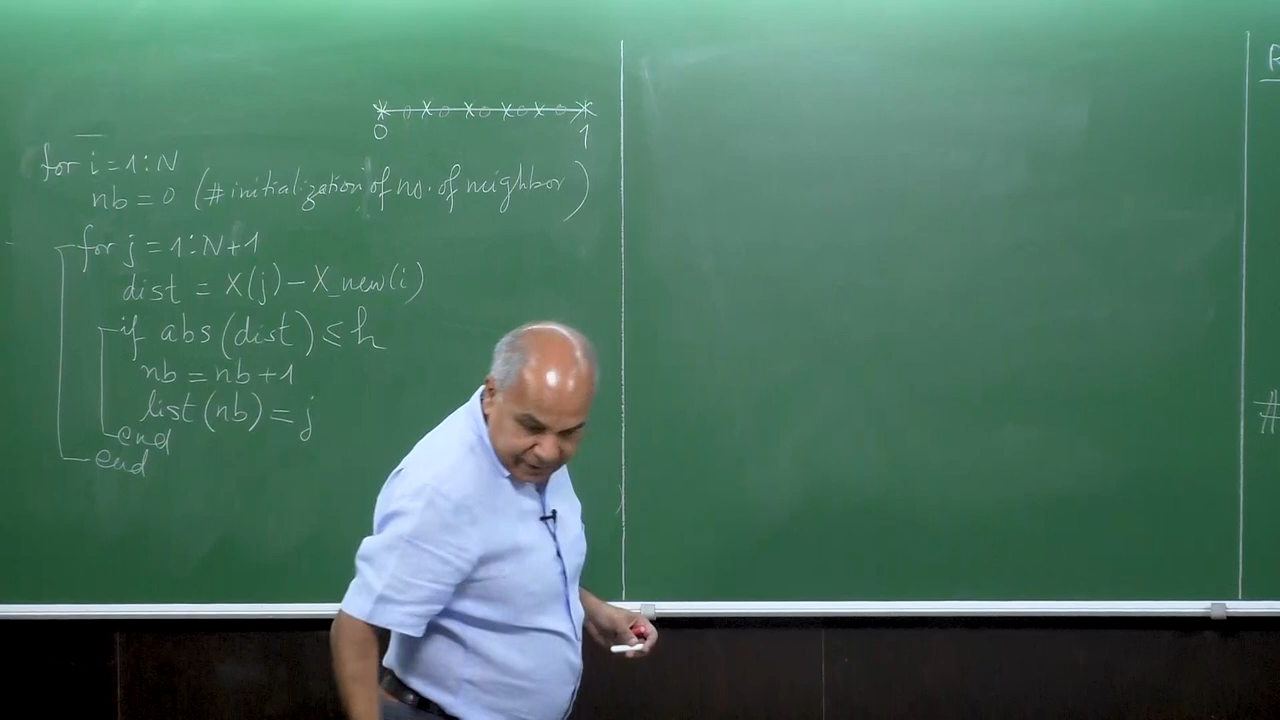 0 1
for i = 1:N
nb = 0 (# initialization of no. of neighbor)
for j = 1:N+1
dist = X(j) - X_new(i)
if abs(dist) ≤ h
nb = nb + 1
list(nb) = j
end
end
#